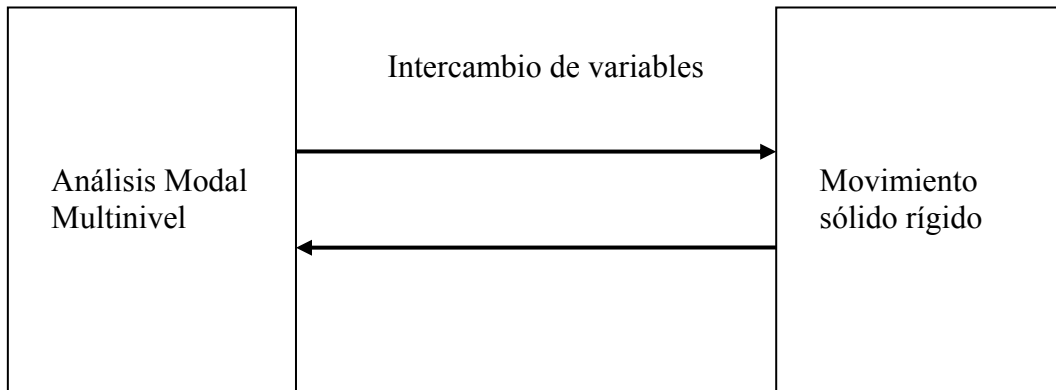 Intercambio de variables
Análisis Modal
Multinivel
Movimiento
sólido rígido